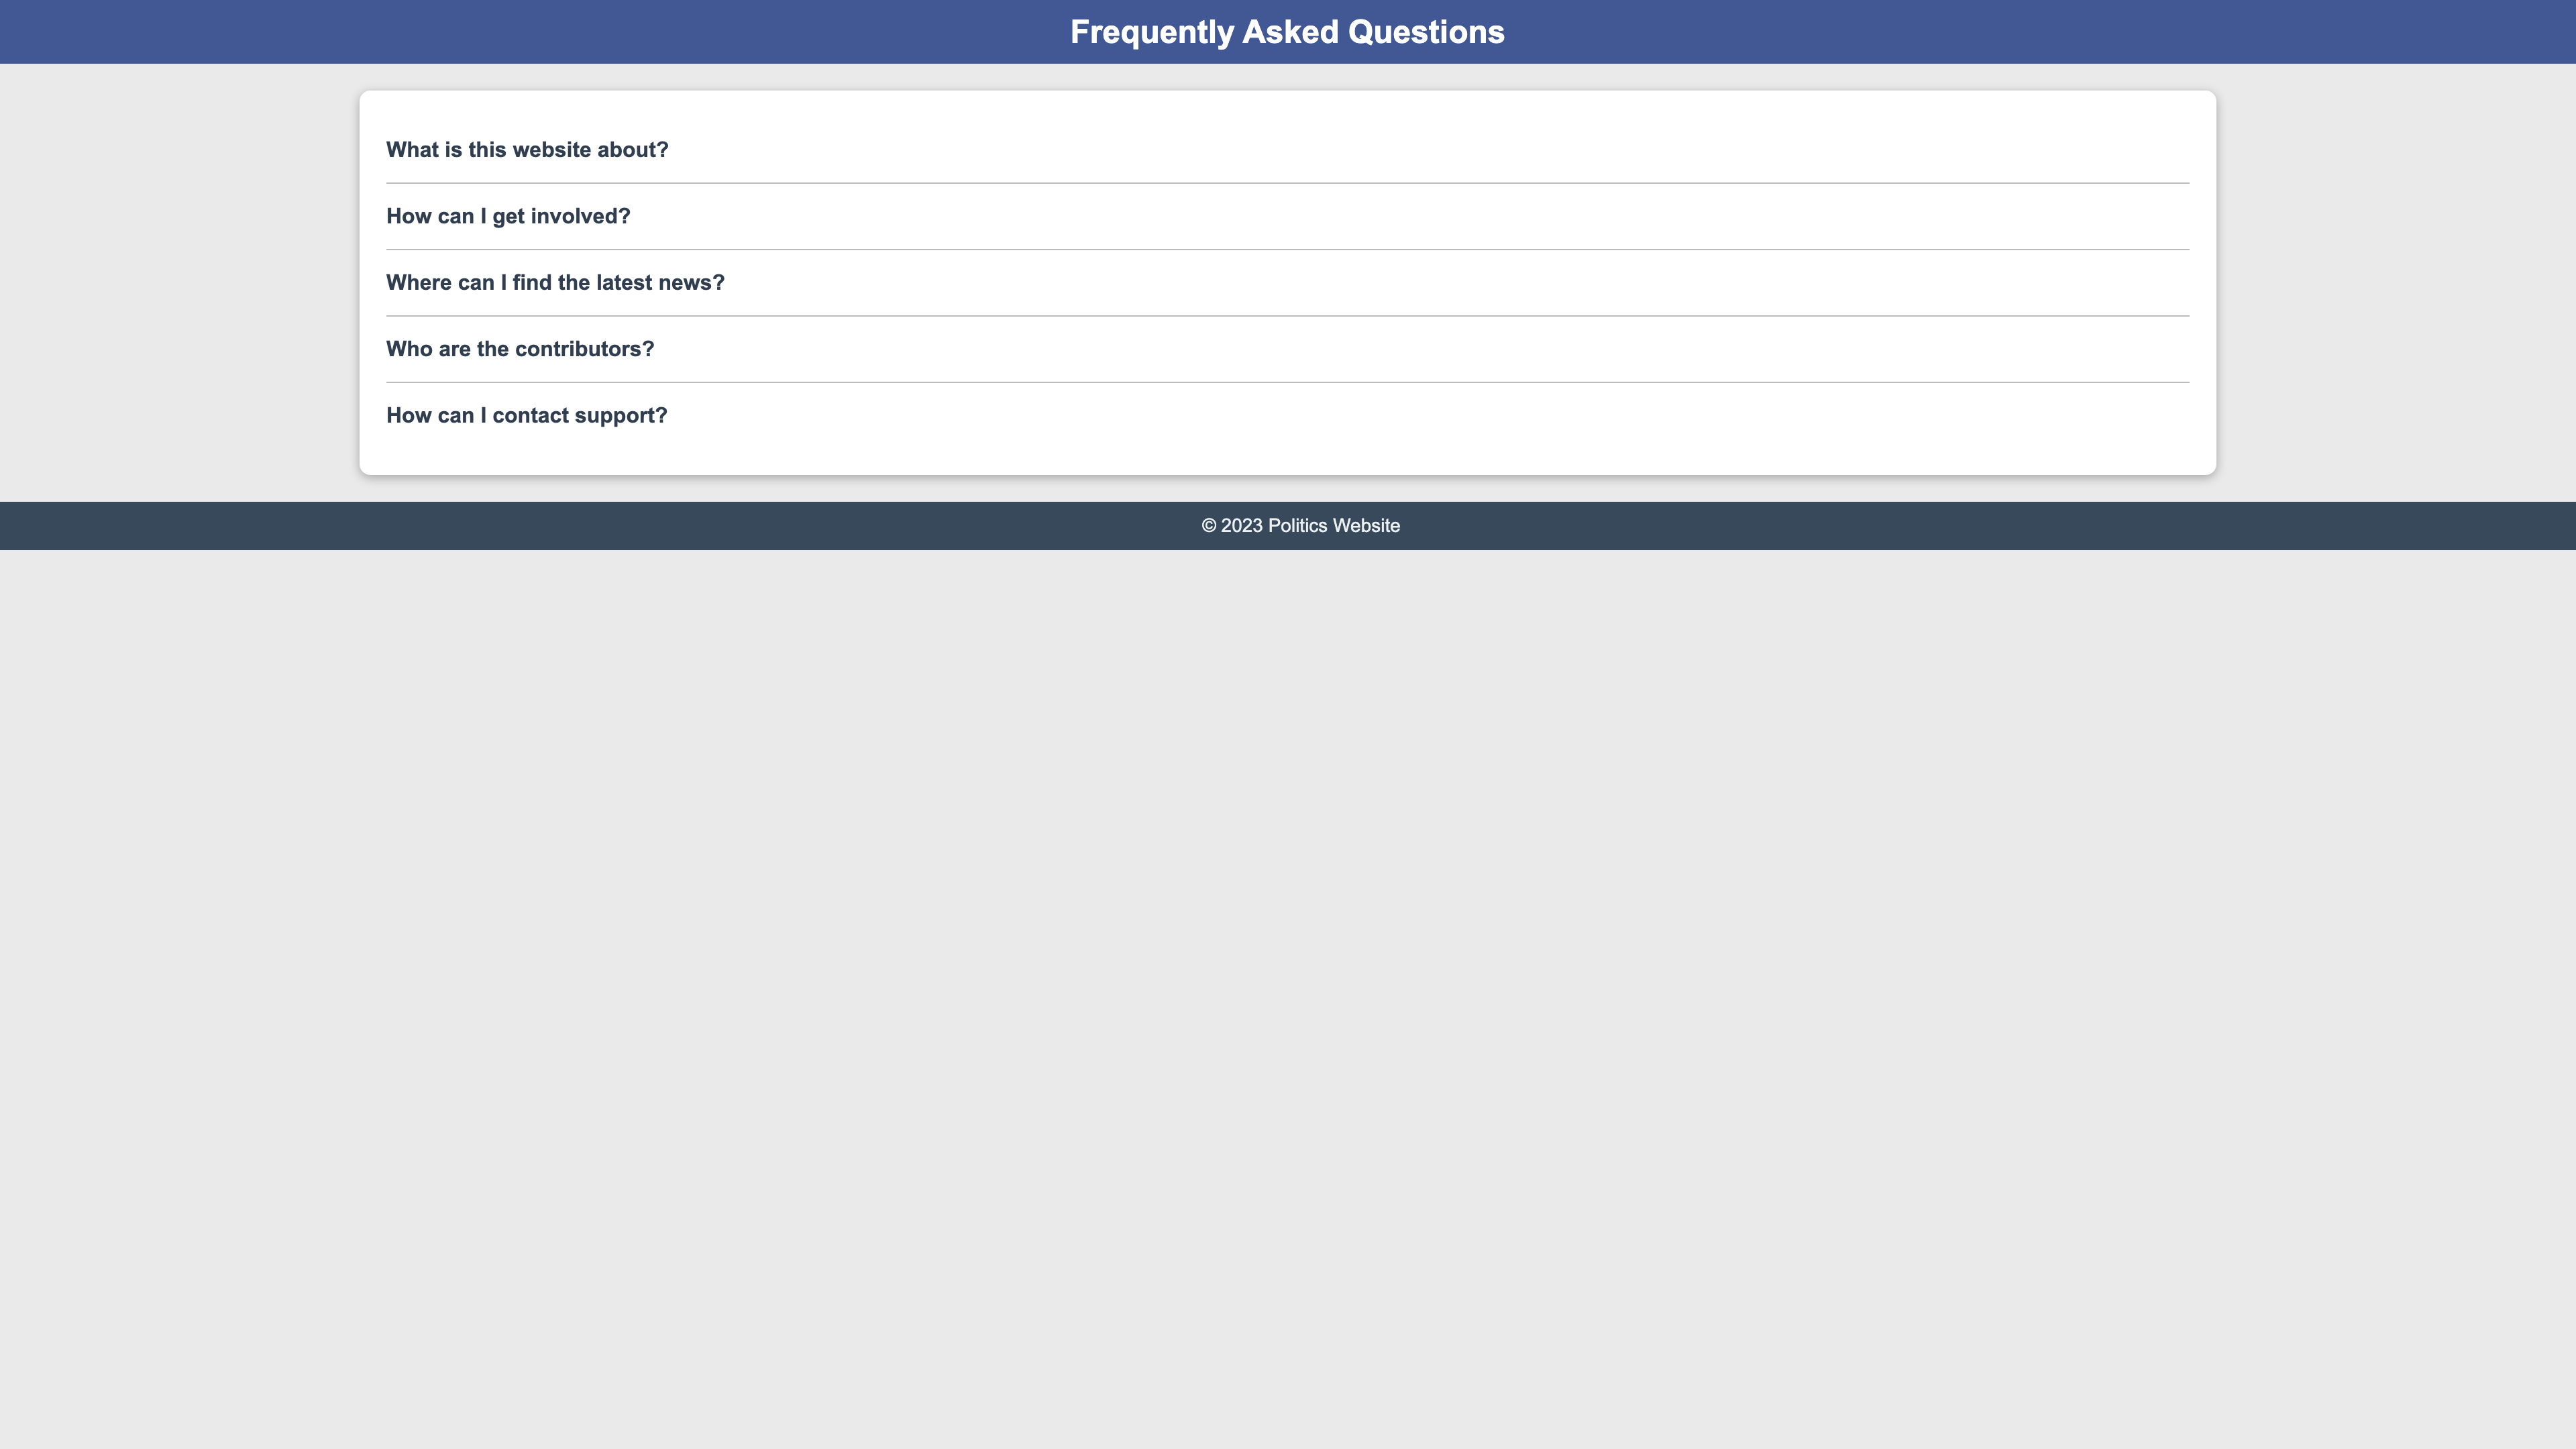 Frequently Asked Questions
What is this website about?
How can I get involved?
Where can I find the latest news?
Who are the contributors?
How can I contact support?
© 2023 Politics Website